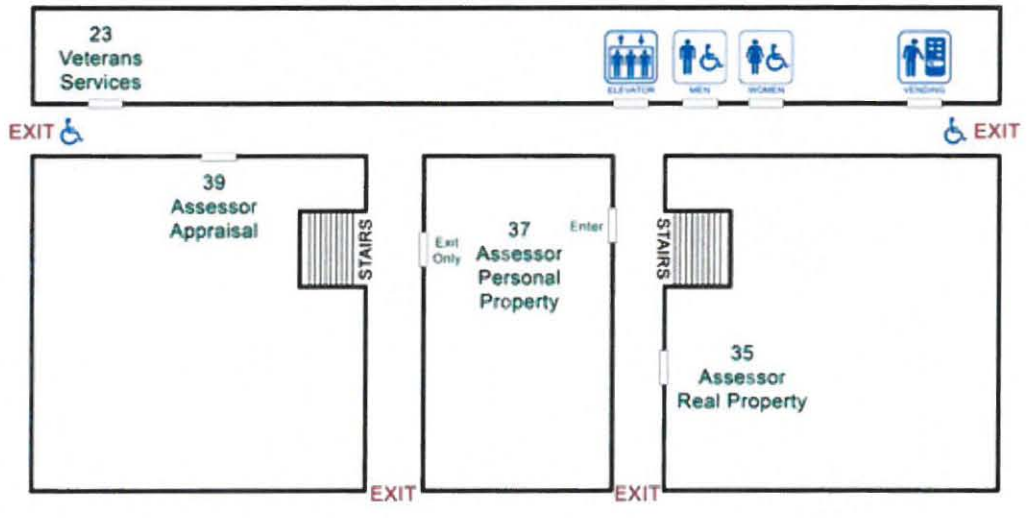 23
Veterans
Services
ELEVATOR
MEN
WOMEN
VENDING
EXIT
EXIT
39
Assessor
Appraisal
STAIRS
Exit
Only
37
Assessor
Personal
Property
Enter
STAIRS
35
Assessor
Real Property
EXIT
EXIT